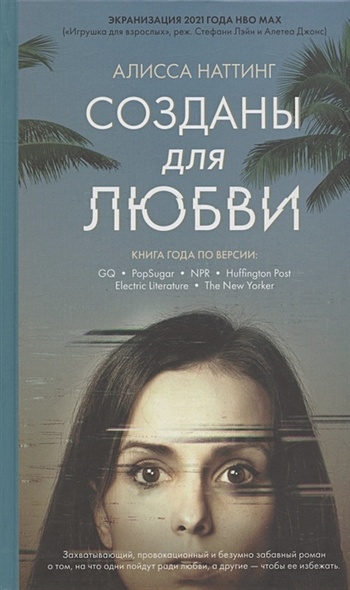 ЭКРАНИЗАЦИЯ 2021 ГОДА HBO MAX
(«Игрушка для взрослых», реж. Стефани Лэйн и Алетеа Джонс)
АЛИССА НАТТИНГ
СОЗДАНЫ
для
ЛЮБВИ
КНИГА ГОДА ПО ВЕРСИИ:
GQ • PopSugar • NPR • Huffington Post
Electric Literature • The New Yorker
Захватывающий, провокационный и безумно забавный роман
о том, на что одни пойдут ради любви, а другие — чтобы ее избежать.